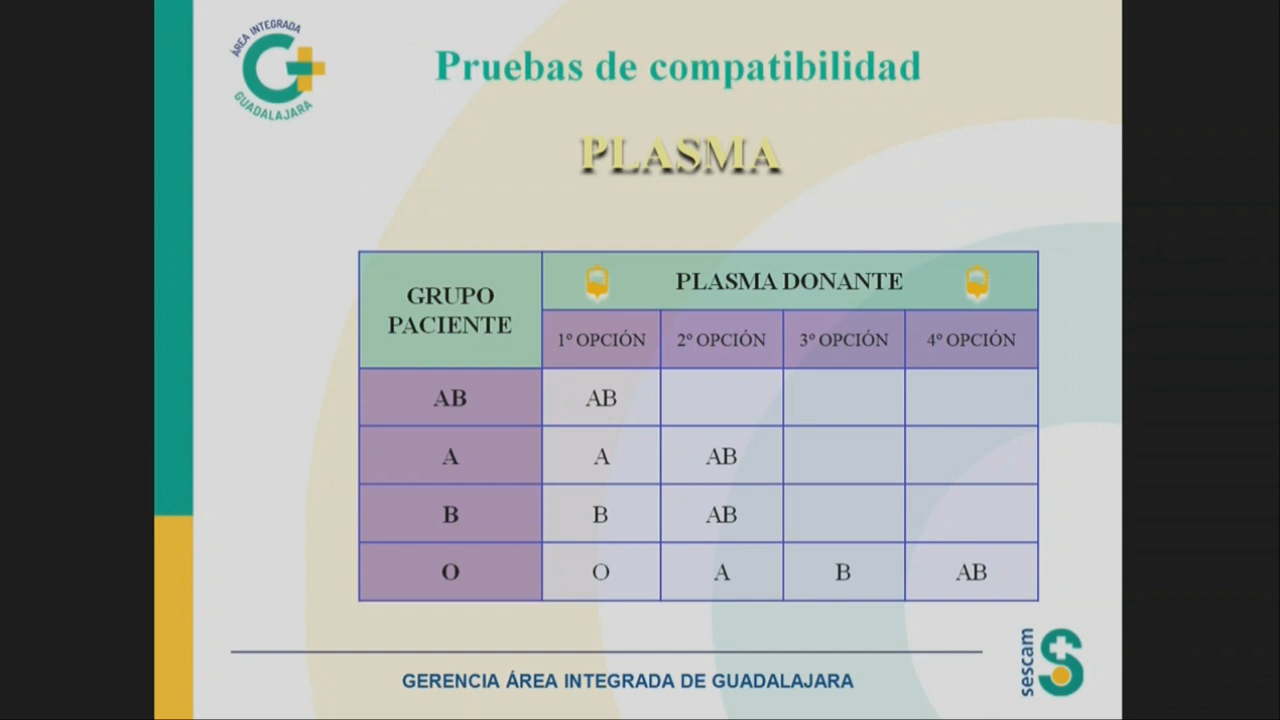 ÁREA INTEGRADA
GUADALAJARA
Pruebas de compatibilidad
PLASMA
GRUPO PACIENTE
PLASMA DONANTE
1º OPCIÓN 2º OPCIÓN 3º OPCIÓN 4º OPCIÓN
AB AB
A A AB
B B AB
O O A B AB
sescam
GERENCIA ÁREA INTEGRADA DE GUADALAJARA